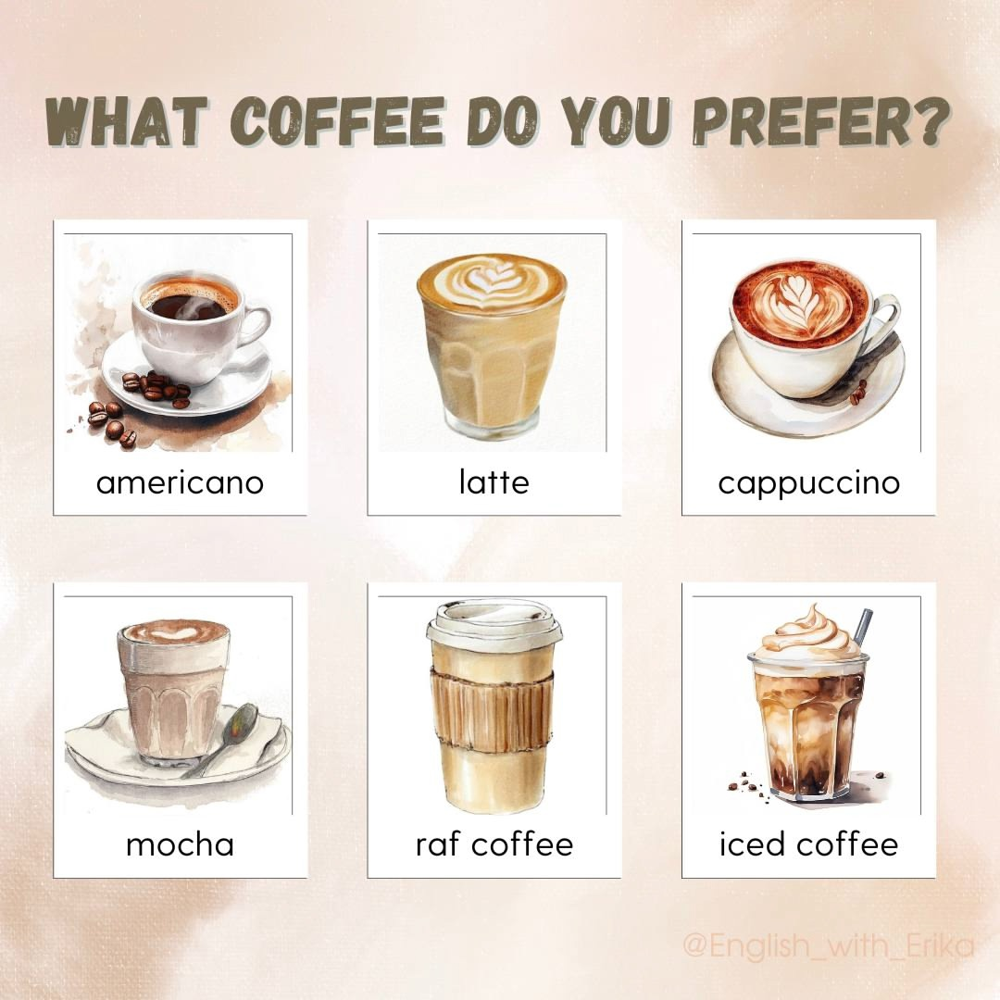 WHAT COFFEE DO YOU PREFER?
americano
latte
cappuccino
mocha
raf coffee
iced coffee
@English_with_Erika